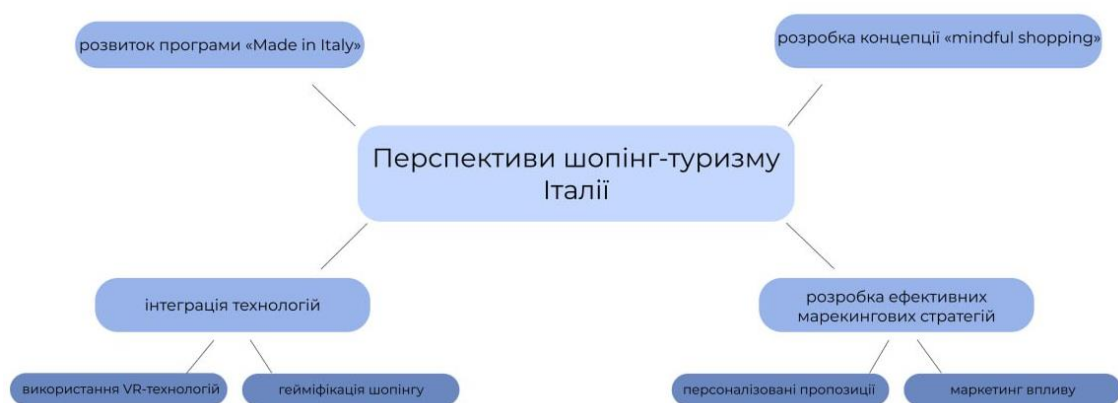 розвиток програми «Made in Italy»
розробка концепції «mindful shopping»
Перспективи шопінг-туризму
Італії
інтеграція технологій
розробка ефективних
марекингових стратегій
використання VR-технологій
гейміфікація шопінгу
персоналізовані пропозиції
маркетинг впливу